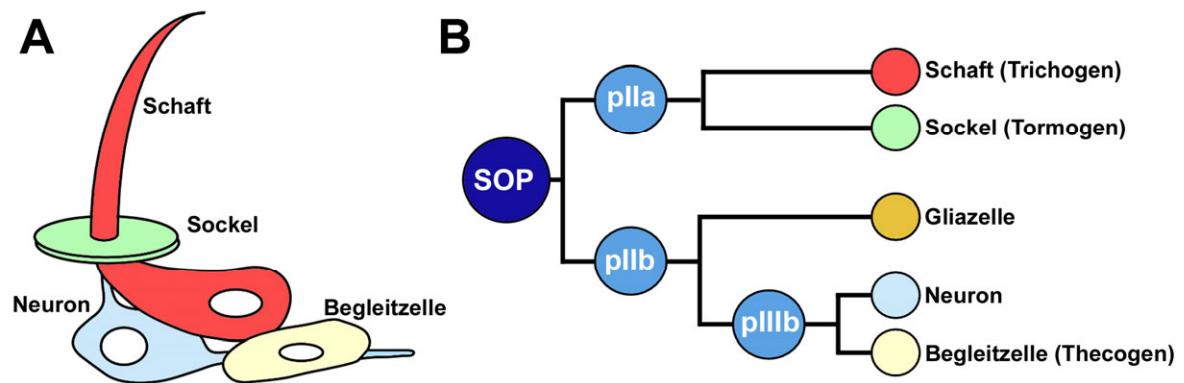 A
Schaft
Sockel
Neuron
Begleitzelle
B
SOP
pIIa
pIIb
pIIIb
Schaft (Trichogen)
Sockel (Tormogen)
Gliazelle
Neuron
Begleitzelle (Thecogen)